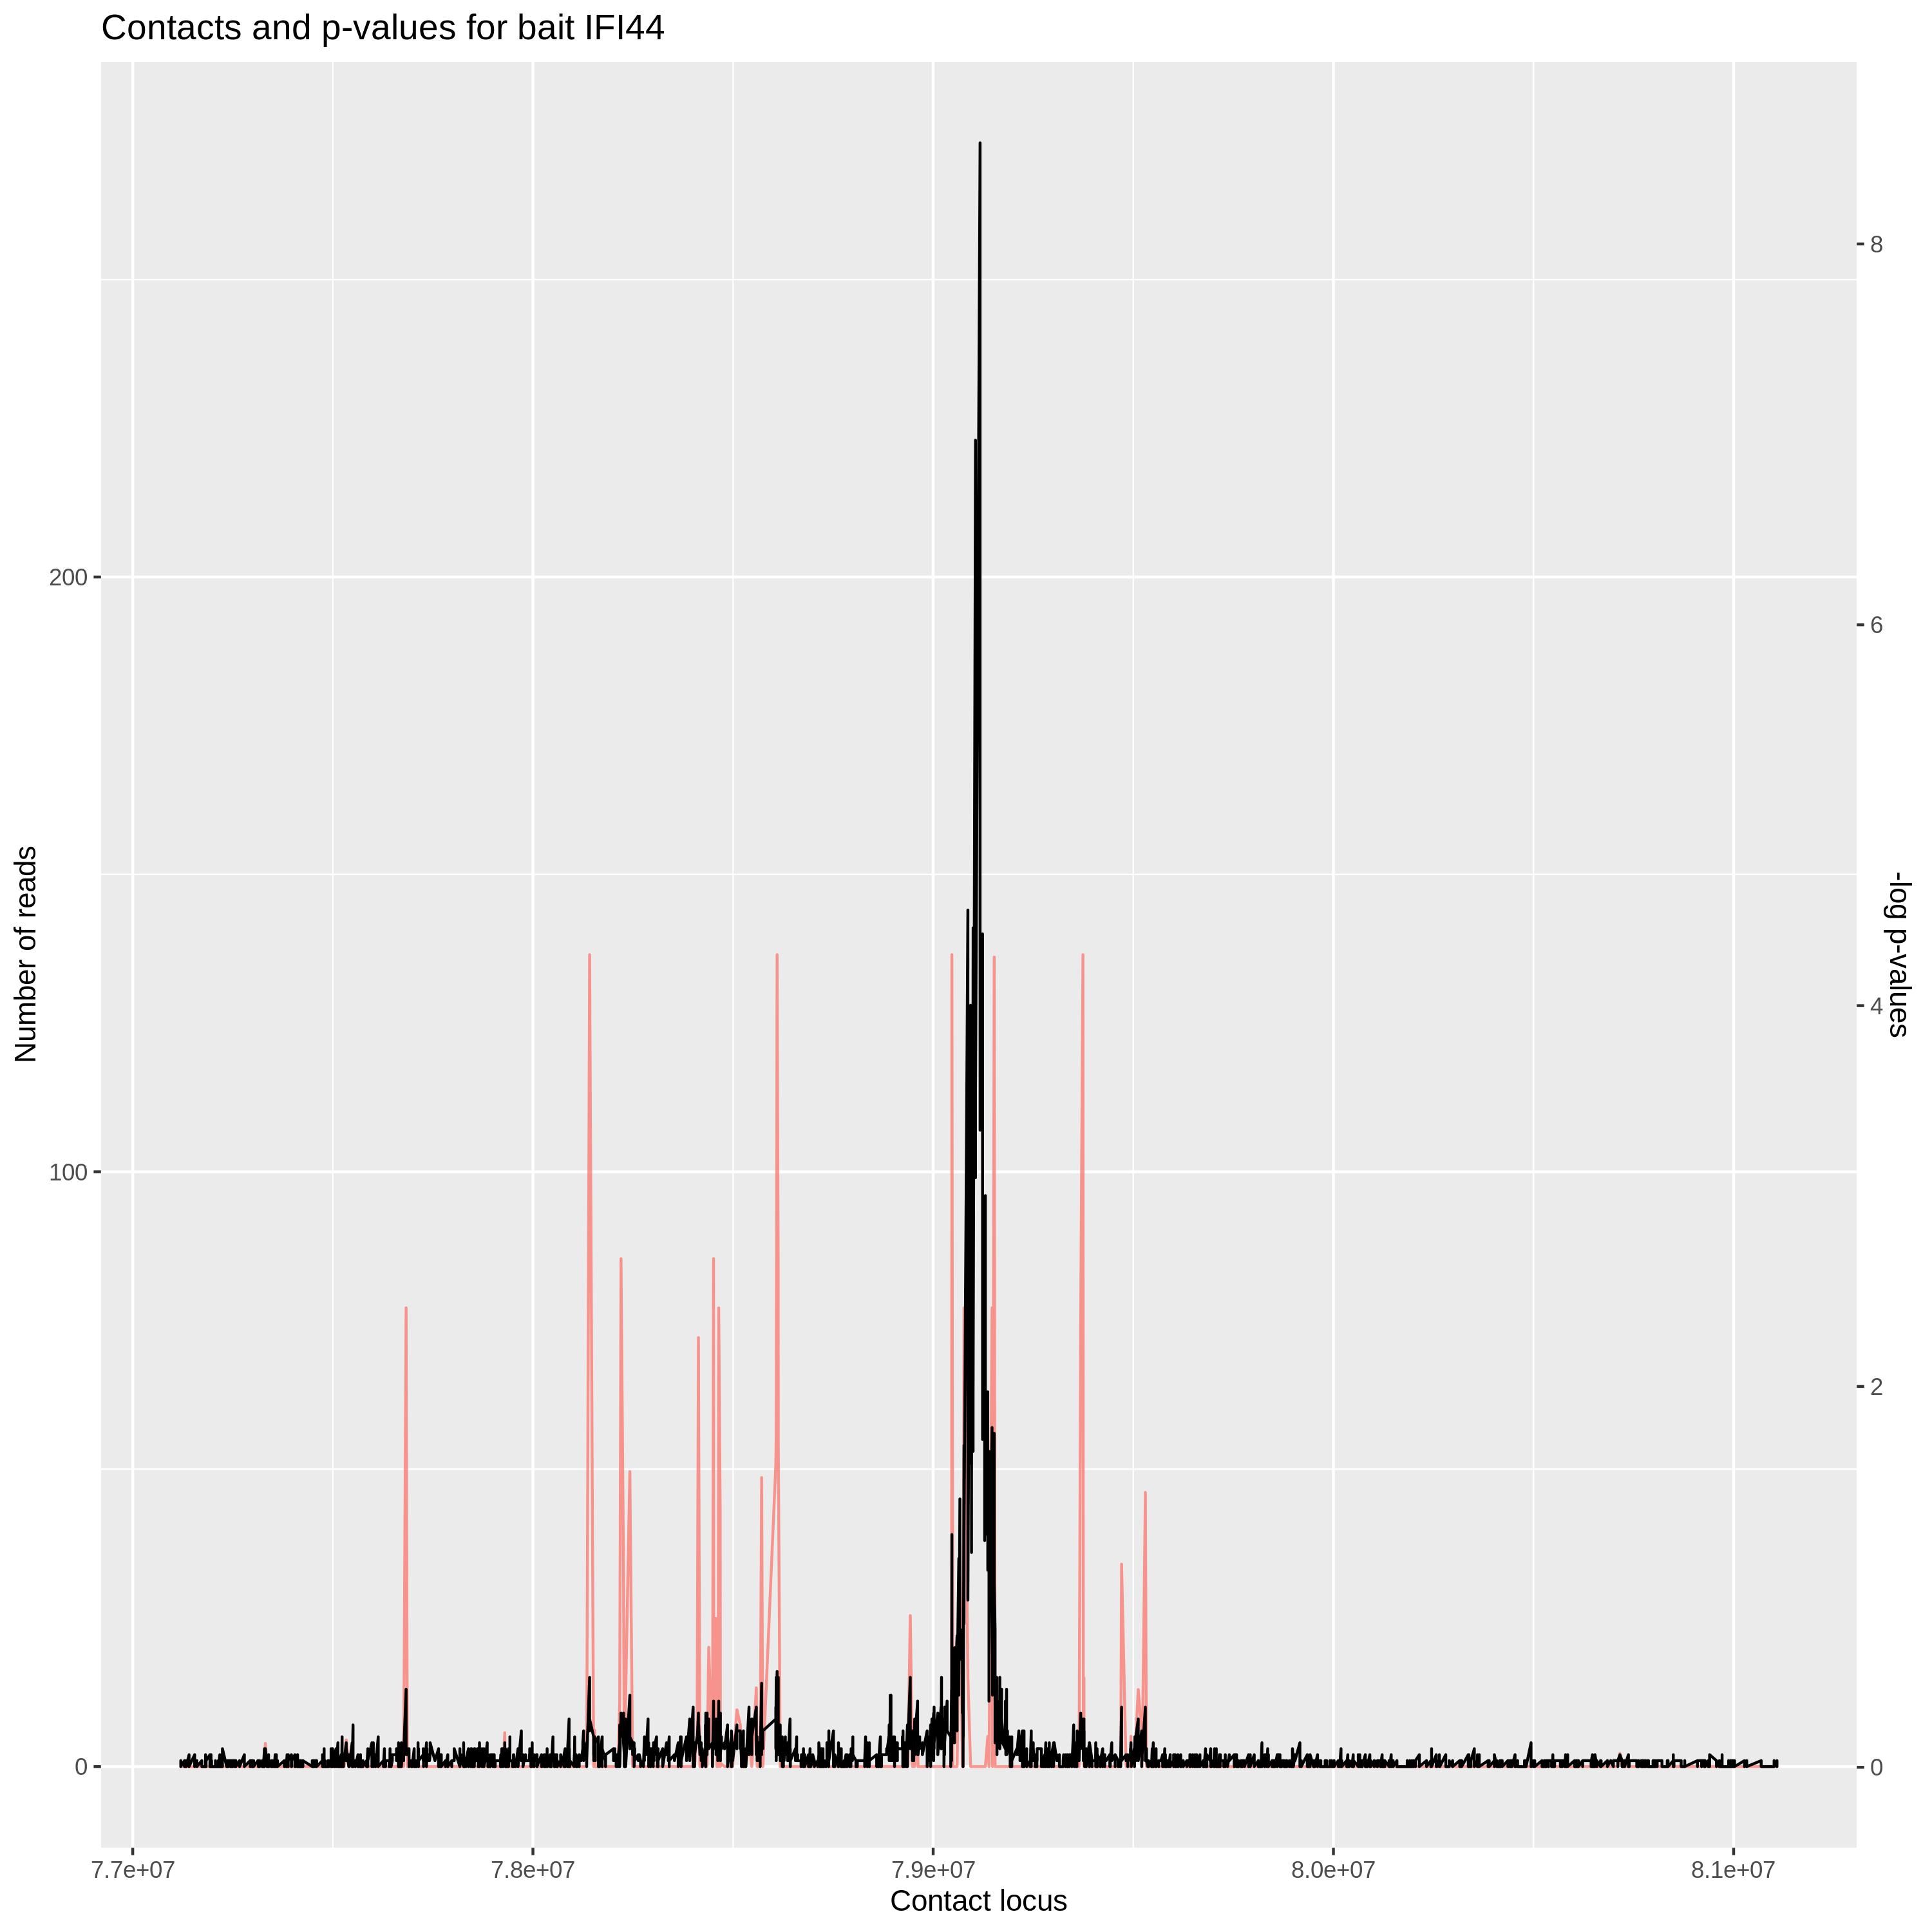 Contacts and p-values for bait IFI44
Number of reads
200
100
0
8
6
4
2
0
-log p-values
7.7e+07
7.8e+07
7.9e+07
8.0e+07
8.1e+07
Contact locus